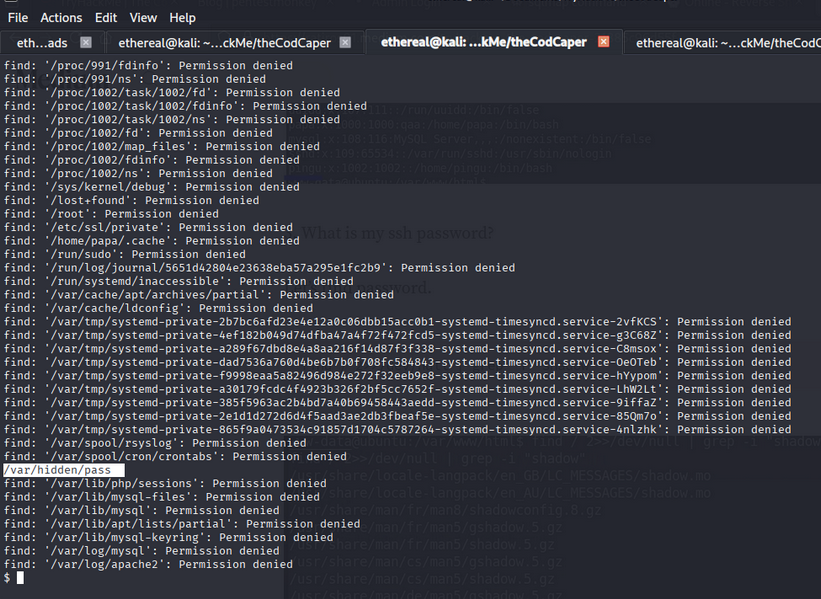 File Actions Edit View Help
eth...ads
ethereal@kali: ~...ckMe/theCodCaper
ethereal@kali: ...kMe/theCodCaper
ethereal@kali: ~...ckMe/theCodC
find: '/proc/991/fdinfo': Permission denied
find: '/proc/991/ns': Permission denied
find: '/proc/1002/task/1002/fd': Permission denied
find: '/proc/1002/task/1002/fdinfo': Permission denied
find: '/proc/1002/task/1002/ns': Permission denied
find: '/proc/1002/fd': Permission denied
find: '/proc/1002/map_files': Permission denied
find: '/proc/1002/fdinfo': Permission denied
find: '/proc/1002/ns': Permission denied
find: '/sys/kernel/debug': Permission denied
find: '/lost+found': Permission denied
find: '/root': Permission denied
find: '/etc/ssl/private': Permission denied
find: '/home/papa/.cache': Permission denied
What is my ssh password?
find: '/run/sudo': Permission denied
find: '/run/log/journal/5651d42804e23638eba57a295e1fc2b9': Permission denied
find: '/run/systemd/inaccessible': Permission denied
find: '/var/cache/apt/archives/partial': Permission denied
find: '/var/cache/ldconfig': Permission denied
find: '/var/tmp/systemd-private-2b7bc6afd23e4e12a0c06dbb15acc0b1-systemd-timesyncd.service-2vfKCS': Permission denied
find: '/var/tmp/systemd-private-4ef182b049d74dfba47a4f72f472fcd5-systemd-timesyncd.service-g3C68Z': Permission denied
find: '/var/tmp/systemd-private-a289f67dbd8e4a8aa216f14d87f3f338-systemd-timesyncd.service-C8msox': Permission denied
find: '/var/tmp/systemd-private-dad7536a760d4be6b7b0f708fc584843-systemd-timesyncd.service-OeOTeb': Permission denied
find: '/var/tmp/systemd-private-f9998eaa5a82496d984e272f32eeb9e8-systemd-timesyncd.service-hYypom': Permission denied
find: '/var/tmp/systemd-private-a30179fcdc4f4923b326f2bf5cc7652f-systemd-timesyncd.service-LhW2Lt': Permission denied
find: '/var/tmp/systemd-private-385f5963ac2b4bd7a40b69458443aedd-systemd-timesyncd.service-9iffaZ': Permission denied
find: '/var/tmp/systemd-private-2e1d1d272d6d4f5aad3ae2db3fbeaf5e-systemd-timesyncd.service-85Qm7o': Permission denied
find: '/var/tmp/systemd-private-865f9a0473534c91857d1704c5787264-systemd-timesyncd.service-4nlzhk': Permission denied
find: '/var/spool/rsyslog': Permission denied
find: '/var/spool/cron/crontabs': Permission denied
/var/hidden/pass
find: '/var/lib/php/sessions': Permission denied
find: '/var/lib/mysql-files': Permission denied
find: '/var/lib/mysql': Permission denied
find: '/var/lib/apt/lists/partial': Permission denied
find: '/var/lib/mysql-keyring': Permission denied
find: '/var/log/mysql': Permission denied
find: '/var/log/apache2': Permission denied
$